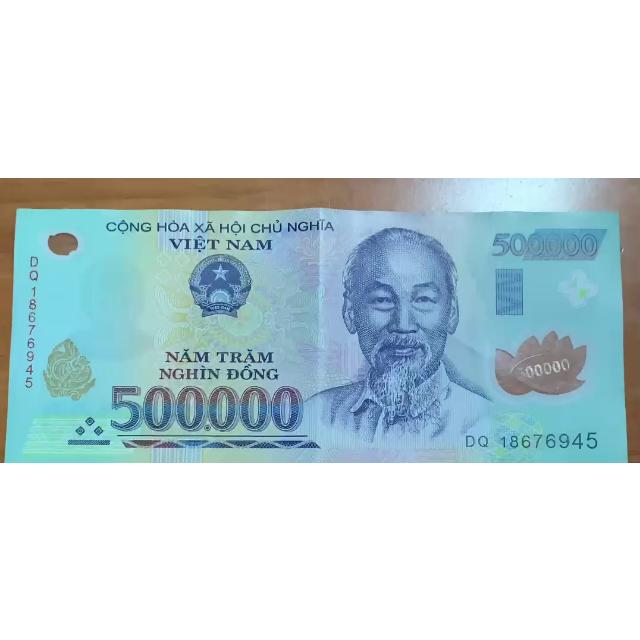 CỘNG HÒA XÃ HỘI CHỦ NGHĨA
VIỆT NAM
500000
DQ 18676945
NĂM TRĂM
NGHÌN ĐỒNG
500000
500.000
DQ 18676945